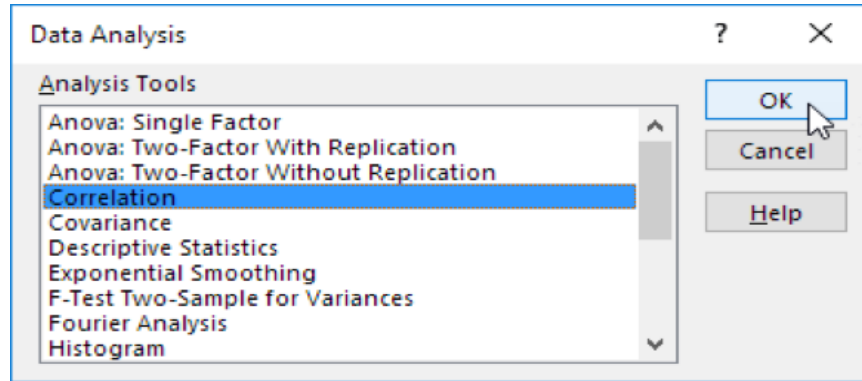 Data Analysis
?
Analysis Tools
Anova: Single Factor
Anova: Two-Factor With Replication
Anova: Two-Factor Without Replication
Correlation
Covariance
Descriptive Statistics
Exponential Smoothing
F-Test Two-Sample for Variances
Fourier Analysis
Histogram
OK
Cancel
Help